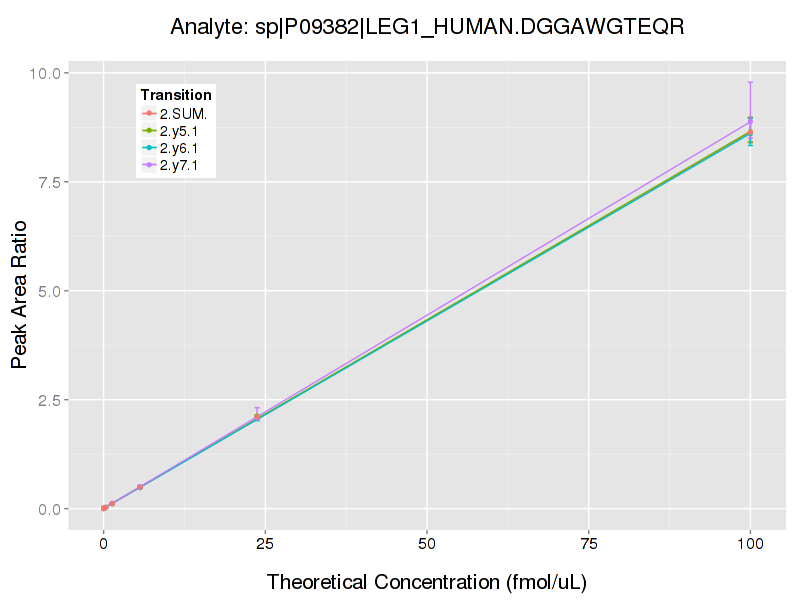 Analyte: sp|P09382|LEG1_HUMAN.DGGAWGTEQR
Transition
2.SUM.
2.y5.1
2.y6.1
2.y7.1
10.0
7.5
5.0
2.5
0.0
Peak Area Ratio
0 25 50 75 100
Theoretical Concentration (fmol/uL)